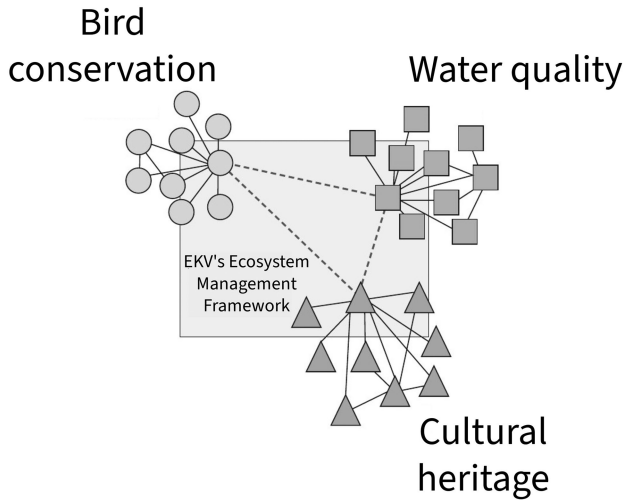 Bird
conservation
Water quality
EKV's Ecosystem
Management
Framework
Cultural
heritage